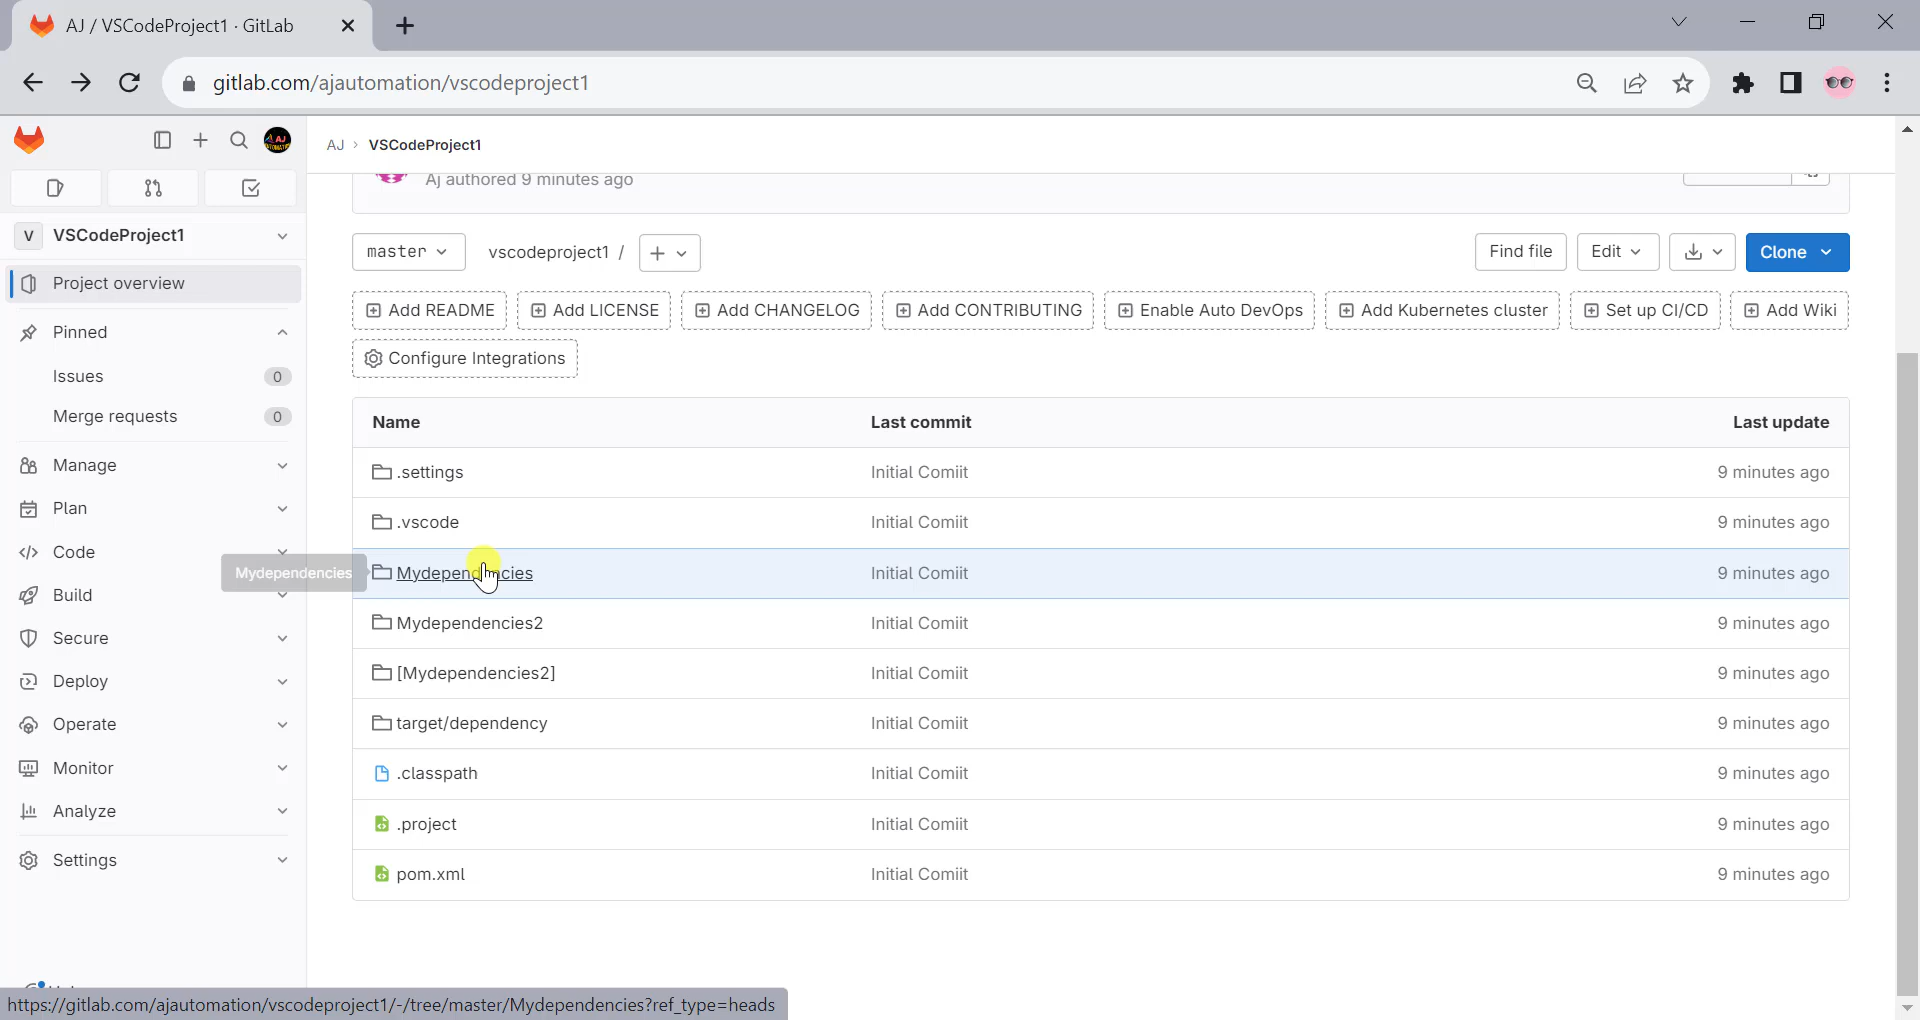 AJ / VSCodeProject1 · GitLab
gitlab.com/ajautomation/vscodeproject1
AJ › VSCodeProject1
Aj authored 9 minutes ago
V VSCodeProject1
Project overview
Pinned
Issues 0
Merge requests 0
Manage
Plan
Code
Build
Secure
Deploy
Operate
Monitor
Analyze
Settings
master vscodeproject1 / +
Find file Edit Clone
Add README Add LICENSE Add CHANGELOG Add CONTRIBUTING Enable Auto DevOps Add Kubernetes cluster Set up CI/CD Add Wiki
Configure Integrations
Name Last commit Last update
.settings Initial Comiit 9 minutes ago
.vscode Initial Comiit 9 minutes ago
Mydependencies
Mydependencies Initial Comiit 9 minutes ago
Mydependencies2 Initial Comiit 9 minutes ago
[Mydependencies2] Initial Comiit 9 minutes ago
target/dependency Initial Comiit 9 minutes ago
.classpath Initial Comiit 9 minutes ago
.project Initial Comiit 9 minutes ago
pom.xml Initial Comiit 9 minutes ago
https://gitlab.com/ajautomation/vscodeproject1/-/tree/master/Mydependencies?ref_type=heads